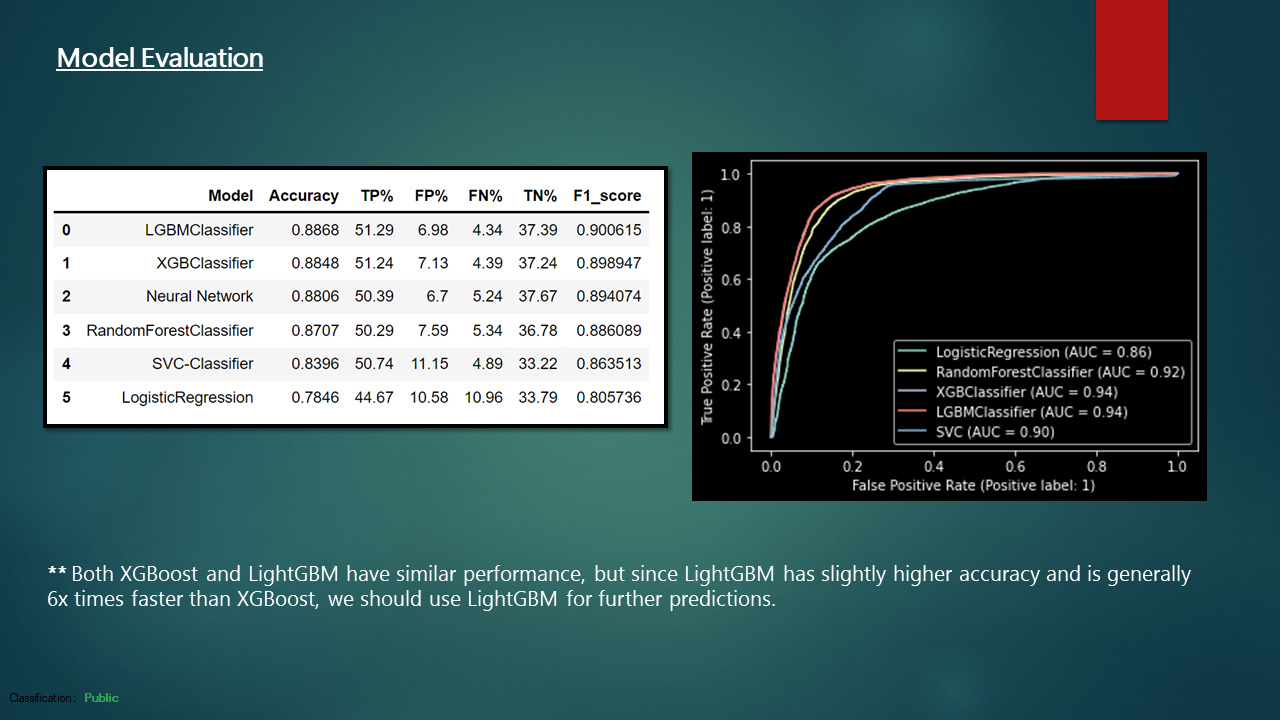 Model Evaluation
Model Accuracy TP% FP% FN% TN% F1_score
0 LGBMClassifier 0.8868 51.29 6.98 4.34 37.39 0.900615
1 XGBClassifier 0.8848 51.24 7.13 4.39 37.24 0.898947
2 Neural Network 0.8806 50.39 6.7 5.24 37.67 0.894074
3 RandomForestClassifier 0.8707 50.29 7.59 5.34 36.78 0.886089
4 SVC-Classifier 0.8396 50.74 11.15 4.89 33.22 0.863513
5 LogisticRegression 0.7846 44.67 10.58 10.96 33.79 0.805736
True Positive Rate (Positive label: 1)
1.0
0.8
0.6
0.4
0.2
0.0
LogisticRegression (AUC = 0.86)
RandomForestClassifier (AUC = 0.92)
XGBClassifier (AUC = 0.94)
LGBMClassifier (AUC = 0.94)
SVC (AUC = 0.90)
0.0 0.2 0.4 0.6 0.8 1.0
False Positive Rate (Positive label: 1)
** Both XGBoost and LightGBM have similar performance, but since LightGBM has slightly higher accuracy and is generally
6x times faster than XGBoost, we should use LightGBM for further predictions.
Classification: Public